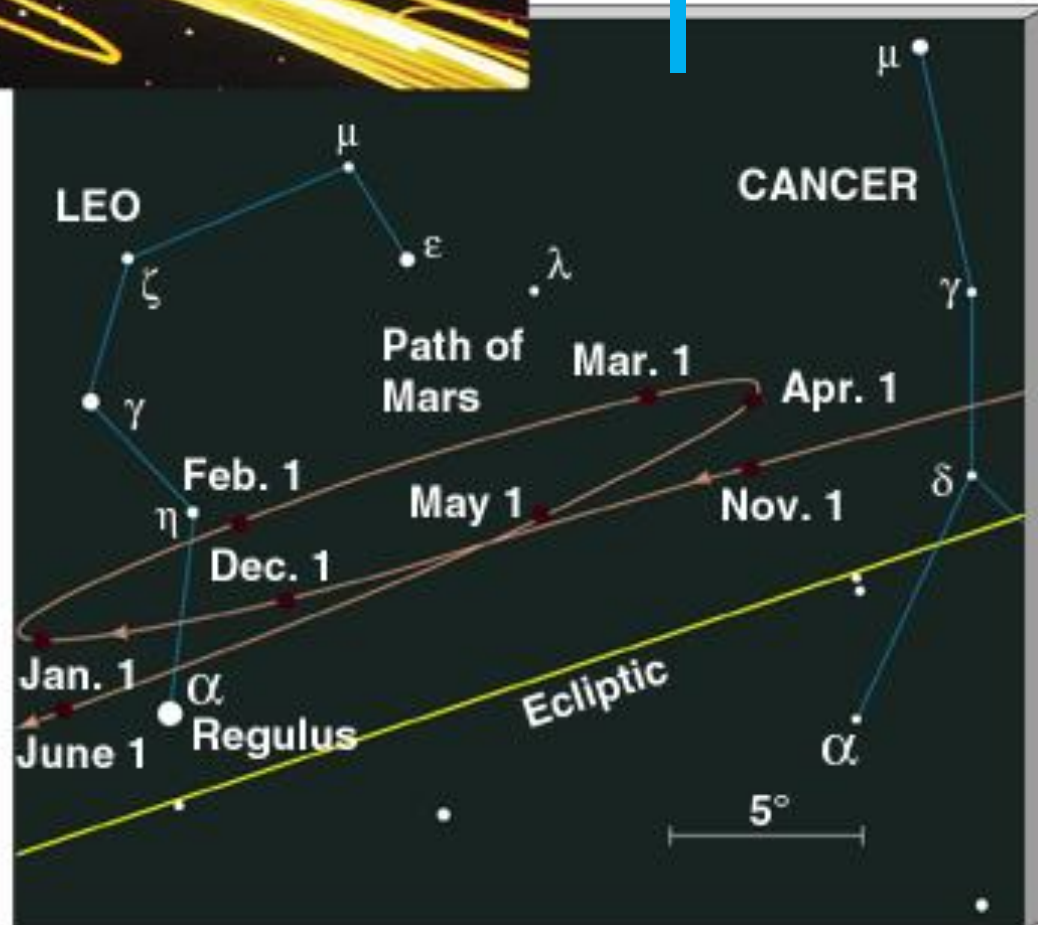 μ
μ
CANCER
LEO
ε
λ
ζ
γ
Path of
Mars
Mar. 1
Apr. 1
γ
Feb. 1
May 1
Nov. 1
δ
η
Dec. 1
Jan. 1
α
Regulus
Ecliptic
June 1
α
5°